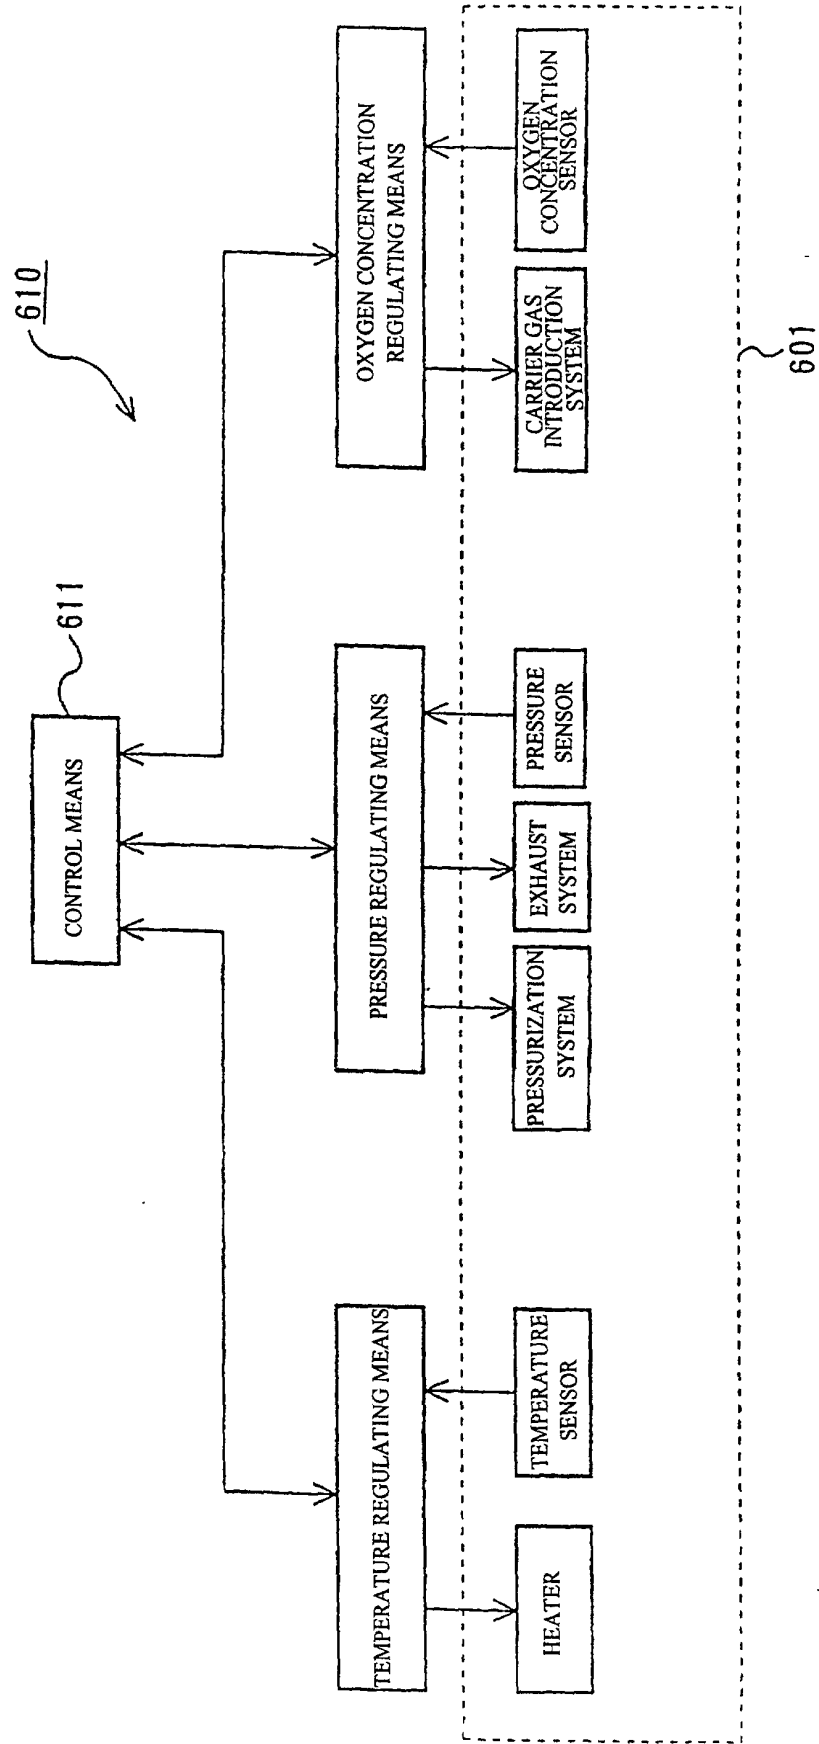 610
CONTROL MEANS
611
TEMPERATURE REGULATING MEANS
PRESSURE REGULATING MEANS
OXYGEN CONCENTRATION
REGULATING MEANS
HEATER
TEMPERATURE
SENSOR
PRESSURIZATION
SYSTEM
EXHAUST
SYSTEM
PRESSURE
SENSOR
CARRIER GAS
INTRODUCTION
SYSTEM
OXYGEN
CONCENTRATION
SENSOR
601